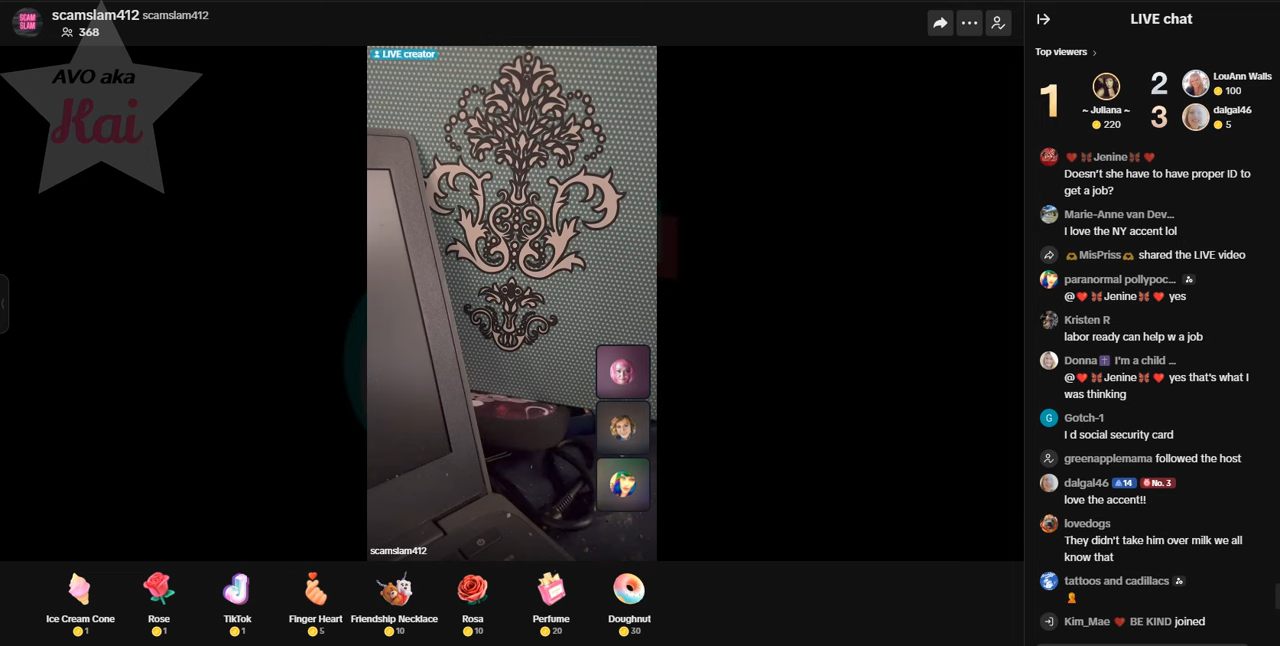 SCAM
SLAM
scamslam412 scamslam412
368
AVO aka
Kai
LIVE creator
scamslam412
Ice Cream Cone
1
Rose
1
TikTok
1
Finger Heart
5
Friendship Necklace
10
Rosa
10
Perfume
20
Doughnut
30
LIVE chat
Top viewers >
1
~ Juliana ~
220
2
LouAnn Walls
100
3
dalgal46
5
❤️ 🦋Jenine🦋 ❤️
Doesn't she have to have proper ID to
get a job?
Marie-Anne van Dev...
I love the NY accent lol
🫶MisPriss🫶 shared the LIVE video
paranormal pollypoc...
@❤️ 🦋Jenine🦋 ❤️ yes
Kristen R
labor ready can help w a job
Donna✝️ I'm a child ...
@❤️ 🦋Jenine🦋 ❤️ yes that's what I
was thinking
G
Gotch-1
I d social security card
greenapplemama followed the host
dalgal46 14 No. 3
love the accent!!
lovedogs
They didn't take him over milk we all
know that
tattoos and cadillacs
Kim_Mae ❤️ BE KIND joined